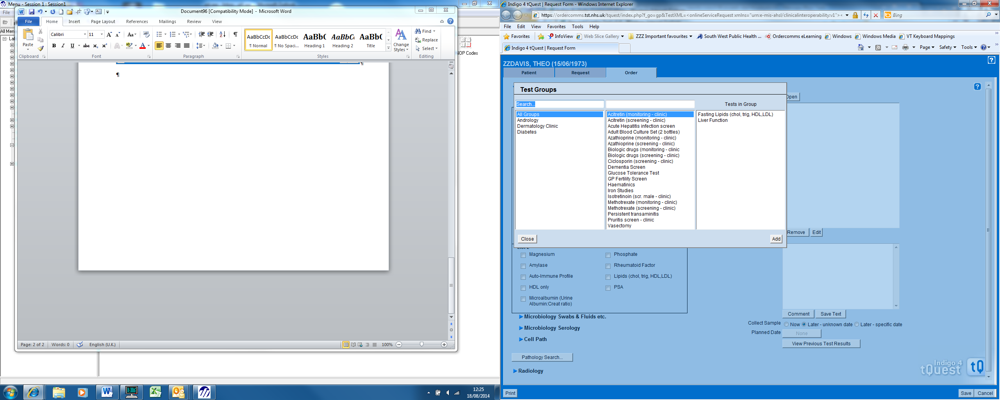 Menu - Session 1 : Session1
File
All Men
Lal
NOP Codes
Document96 [Compatibility Mode] - Microsoft Word
File Home Insert Page Layout References Mailings Review View
Paste
Calibri 11
Aa
B I U abc x₂ x²
AaBbCcDc AaBbCcDc AaBbC AaBbCc AaBbC
¶ Normal ¶ No Spaci... Heading 1 Heading 2 Title
Change Styles
Find
Replace
Select
Clipboard Font Paragraph Styles Editing
¶
¶
Page: 2 of 2 Words: 0 English (U.K.) 100%
12:25
18/08/2014
Indigo 4 tQuest | Request Form - Windows Internet Explorer
https://ordercomms.tst.nhs.uk/tquest/index.php?f_go=gp&TestXML=<onlineServiceRequest xmlns="urn:e-mis-ahsl/clinicalinteroperability:v1"><
Bing
File Edit View Favorites Tools Help
Favorites InfoView Web Slice Gallery ZZZ Important favourites South West Public Health ... Ordercomms eLearning Windows Windows Media VT Keyboard Mappings
Indigo 4 tQuest | Request Form
Page Safety Tools
ZZDAVIS, THEO (15/06/1973)
Patient Request Order
Open
Test Groups
Search...
Tests in Group
All Groups
Andrology
Dermatology Clinic
Diabetes
Acitretin (monitoring - clinic)
Acitretin (screening - clinic)
Acute Hepatitis infection screen
Adult Blood Culture Set (2 bottles)
Azathioprine (monitoring - clinic)
Azathioprine (screening - clinic)
Biologic drugs (monitoring - clinic
Biologic drugs (screening - clinic)
Ciclosporin (screening - clinic)
Dementia Screen
Glucose Tolerance Test
GP Fertility Screen
Haematinics
Iron Studies
Isotretinoin (scr. male - clinic)
Methotrexate (monitoring - clinic)
Methotrexate (screening - clinic)
Persistent transaminitis
Pruritis screen - clinic
Vasectomy
Fasting Lipids (chol, trig, HDL,LDL)
Liver Function
Close
Add
Remove Edit
List 2
Magnesium
Phosphate
Amylase
Rheumatoid Factor
Auto-Immune Profile
Lipids (chol, trig, HDL,LDL)
HDL only
PSA
Microalbumin (Urine
Albumin:Creat ratio)
Microbiology Swabs & Fluids etc.
Microbiology Serology
Cell Path
Pathology Search...
Radiology
Comment Save Text
Collect Sample Now Later - unknown date Later - specific date
Planned Date None
View Previous Test Results
Indigo 4
tQuest tQ
Print
Save Cancel